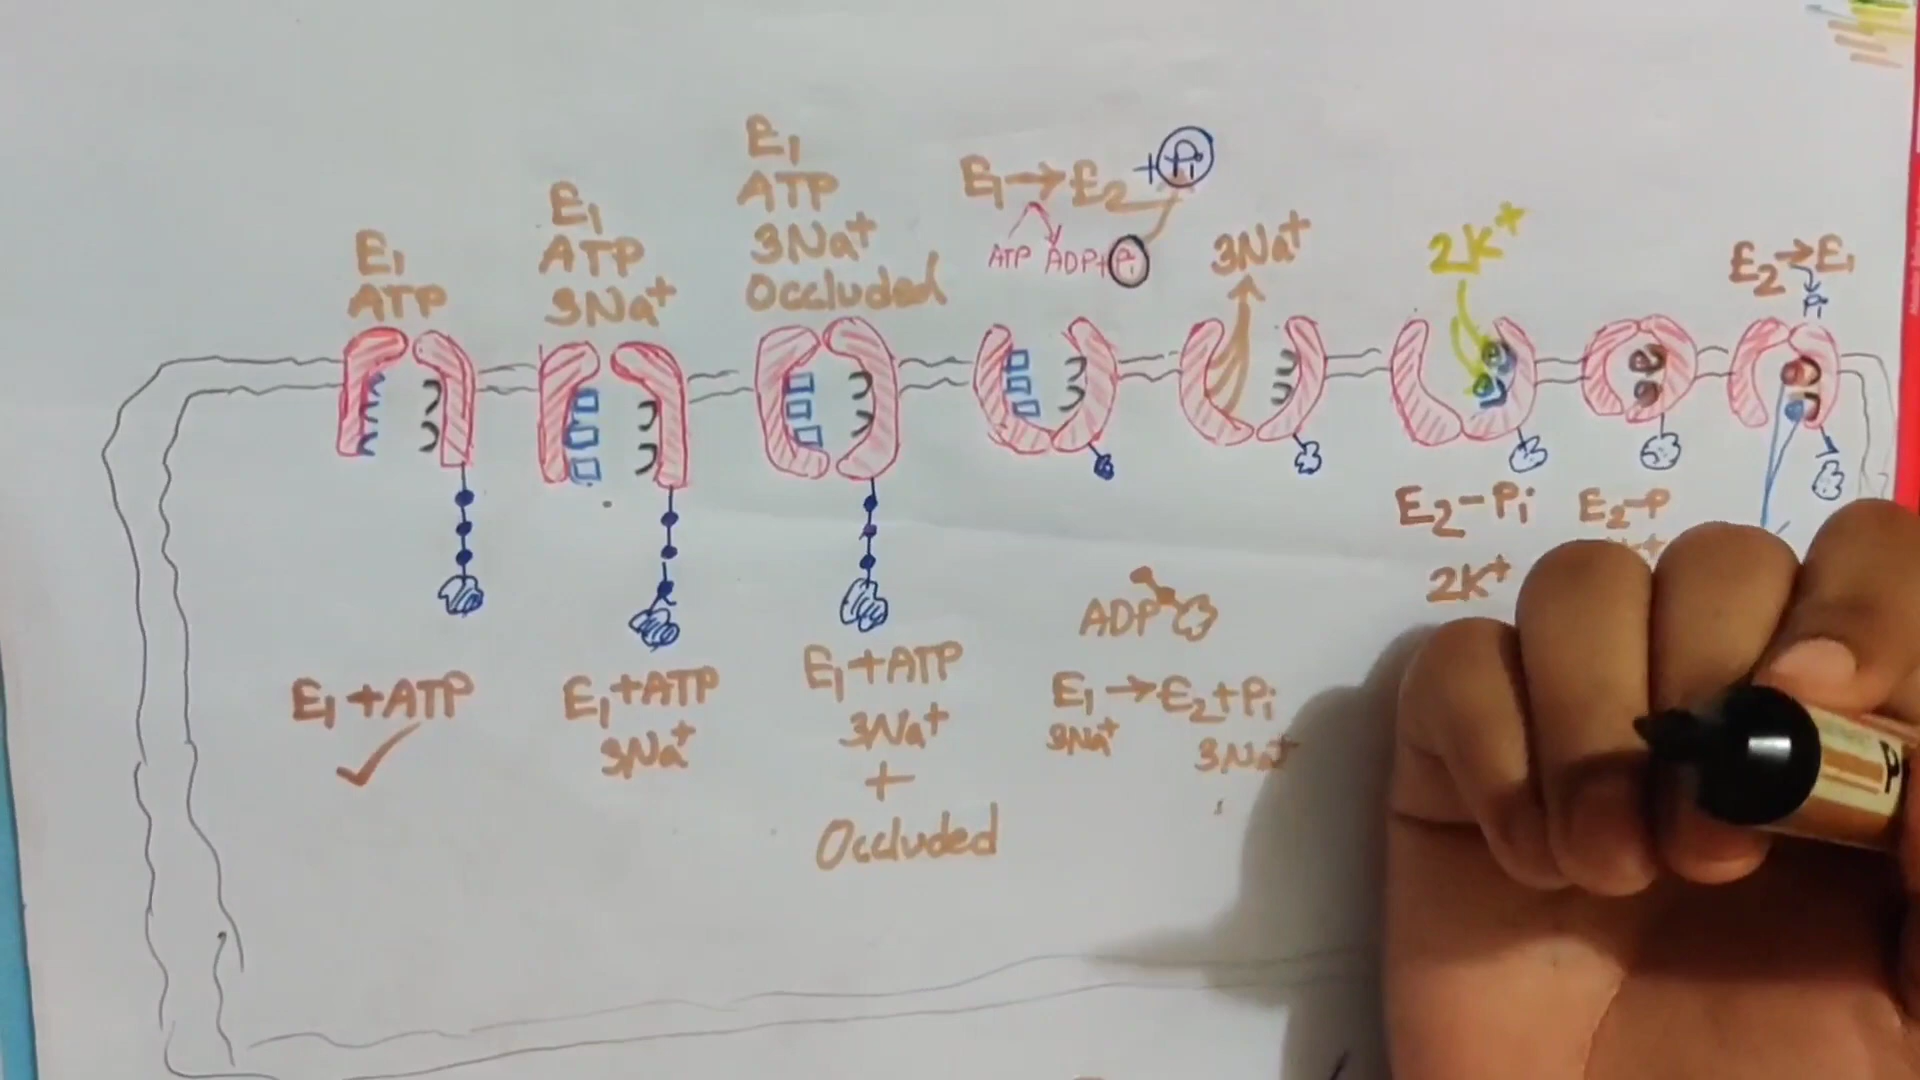 E₁
ATP
E₁
ATP
3Na⁺
E₁
ATP
3Na⁺
Occluded
E₁ → E₂ + Pi
ATP ADP + Pi
3Na⁺
2K⁺
E₂ → E₁
Pi
E₂-Pi
2K⁺
E₂-P
ADP
E₁ + ATP
E₁ + ATP
3Na⁺
E₁ + ATP
3Na⁺
+
Occluded
E₁ → E₂ + Pi
3Na⁺ 3Na⁺